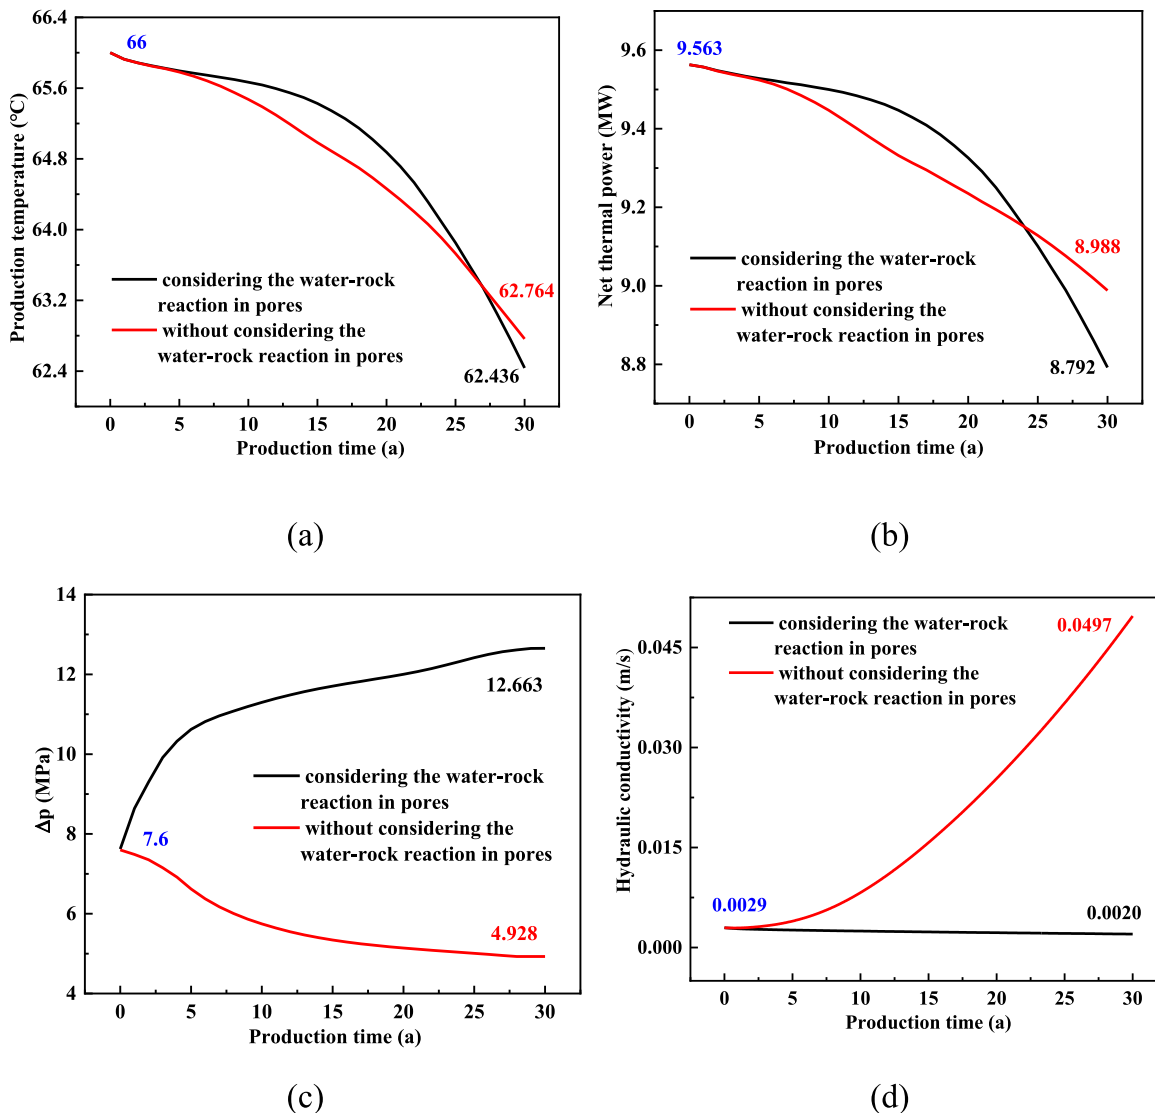 66.4
65.6
64.8
64.0
63.2
62.4
Production temperature (°C)
66
considering the water-rock
reaction in pores
without considering the
water-rock reaction in pores
62.764
62.436
0 5 10 15 20 25 30
Production time (a)
(a)
9.6
9.4
9.2
9.0
8.8
Net thermal power (MW)
9.563
considering the water-rock
reaction in pores
without considering the
water-rock reaction in pores
8.988
8.792
0 5 10 15 20 25 30
Production time (a)
(b)
14
12
10
8
6
4
Δp (MPa)
12.663
considering the water-rock
reaction in pores
without considering the
water-rock reaction in pores
7.6
4.928
0 5 10 15 20 25 30
Production time (a)
(c)
0.045
0.030
0.015
0.000
Hydraulic conductivity (m/s)
considering the water-rock
reaction in pores
without considering the
water-rock reaction in pores
0.0497
0.0029
0.0020
0 5 10 15 20 25 30
Production time (a)
(d)